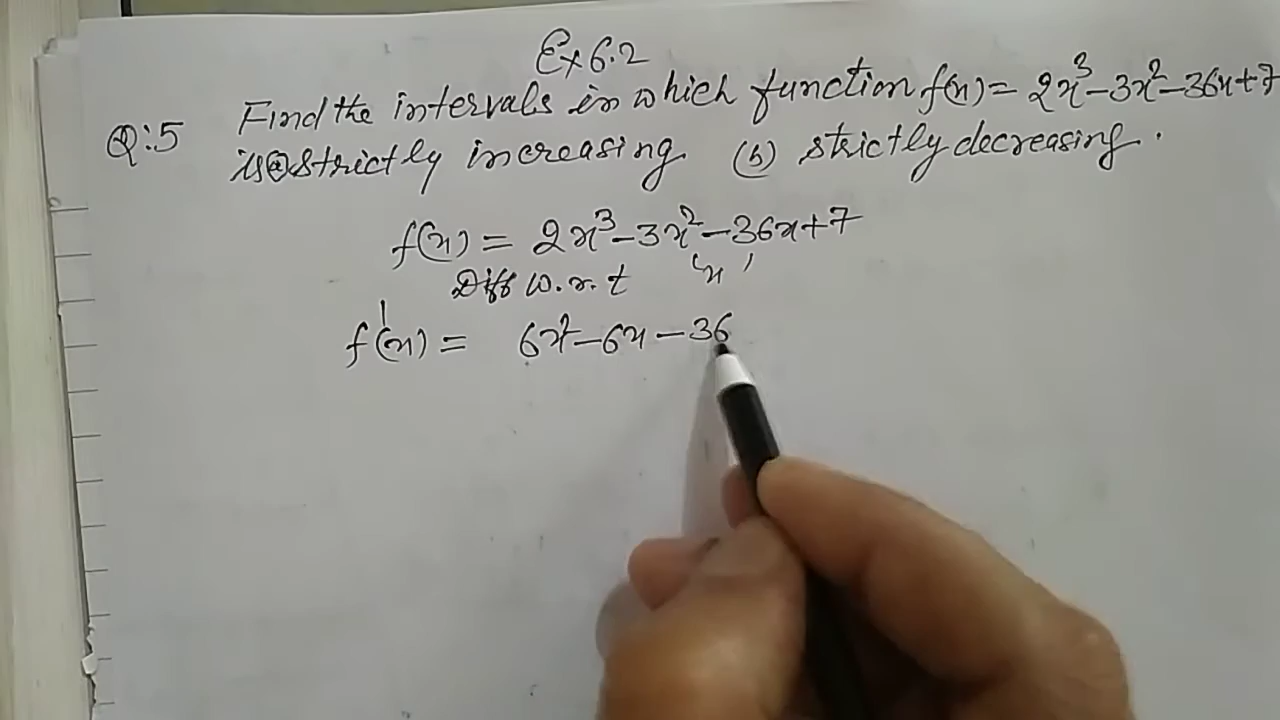 Ex 6.2
Q:5 Find the intervals in which function f(x) = 2x³-3x²-36x+7
is (a) strictly increasing (b) strictly decreasing.
f(x) = 2x³-3x²-36x+7
Diff w.r.t 'x'
f'(x) = 6x²-6x-36